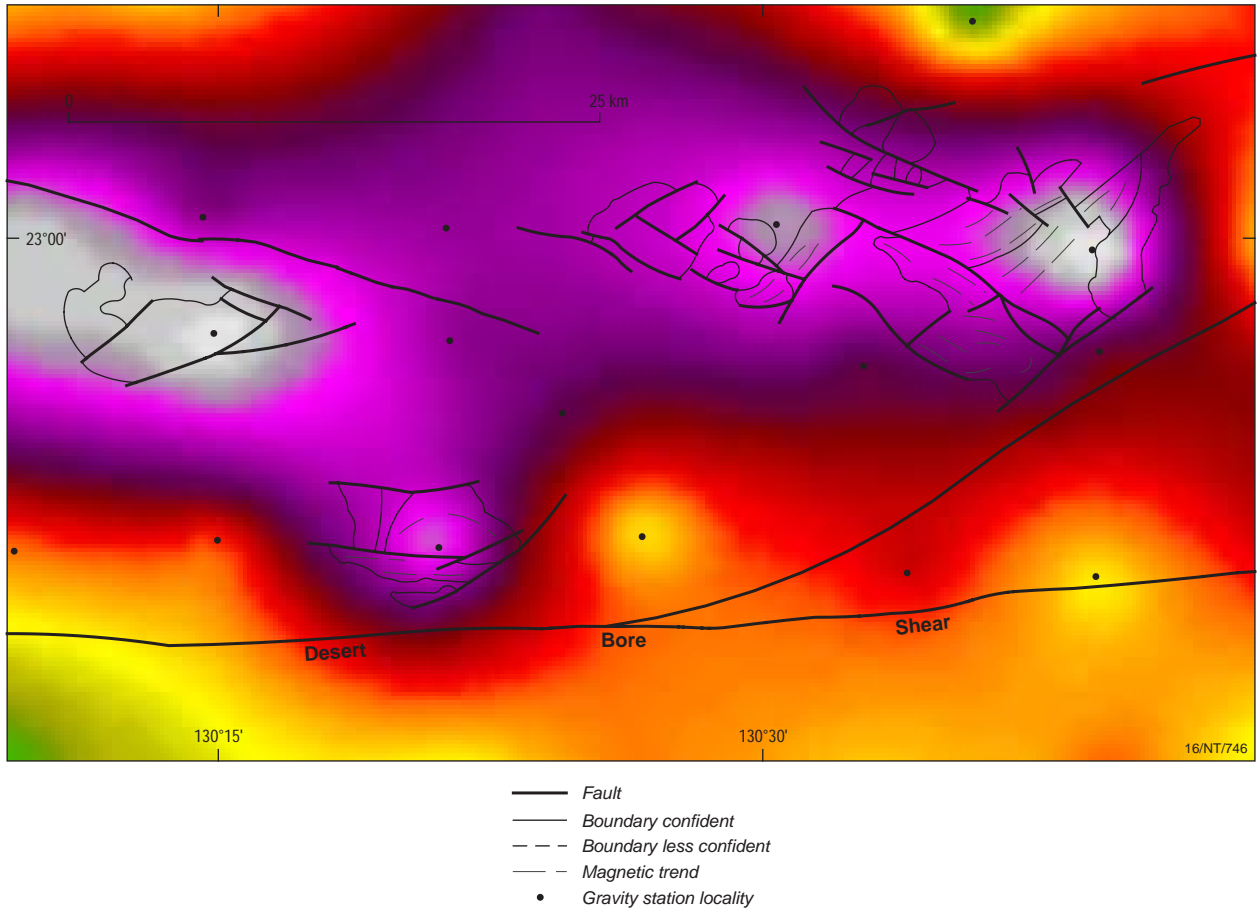 0 25 km
23°00'
Desert Bore Shear
130°15' 130°30'
16/NT/746
Fault
Boundary confident
Boundary less confident
Magnetic trend
Gravity station locality